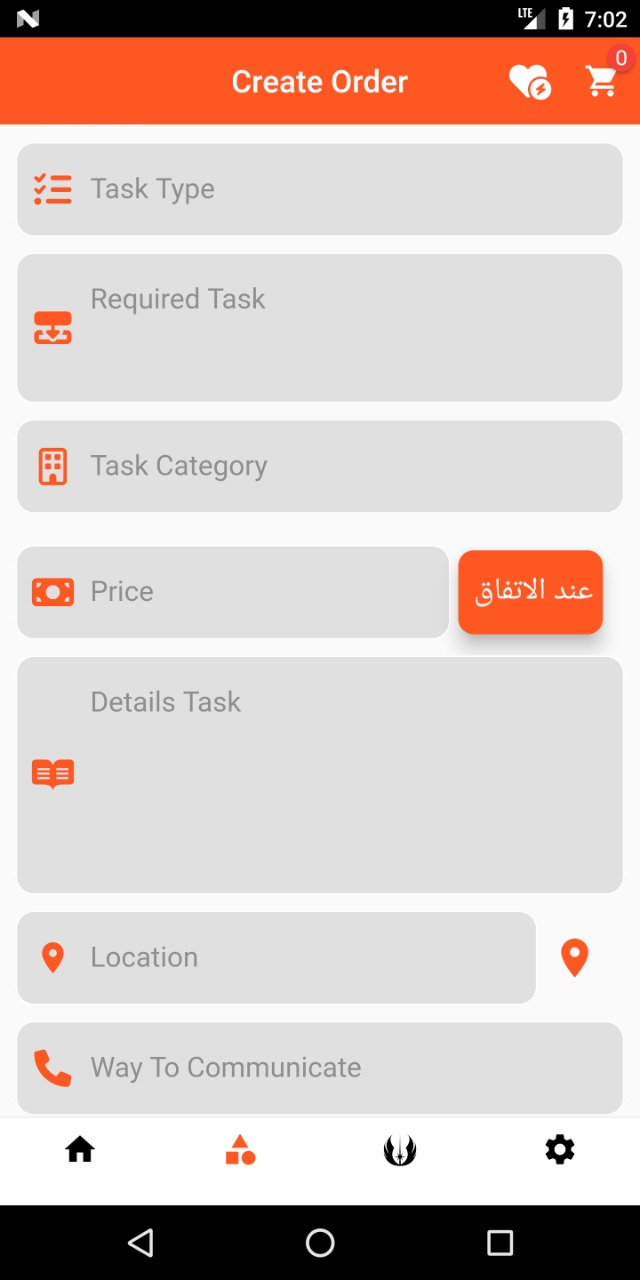 LTE 7:02
Create Order
0
Task Type
Required Task
Task Category
Price
عند الاتفاق
Details Task
Location
Way To Communicate